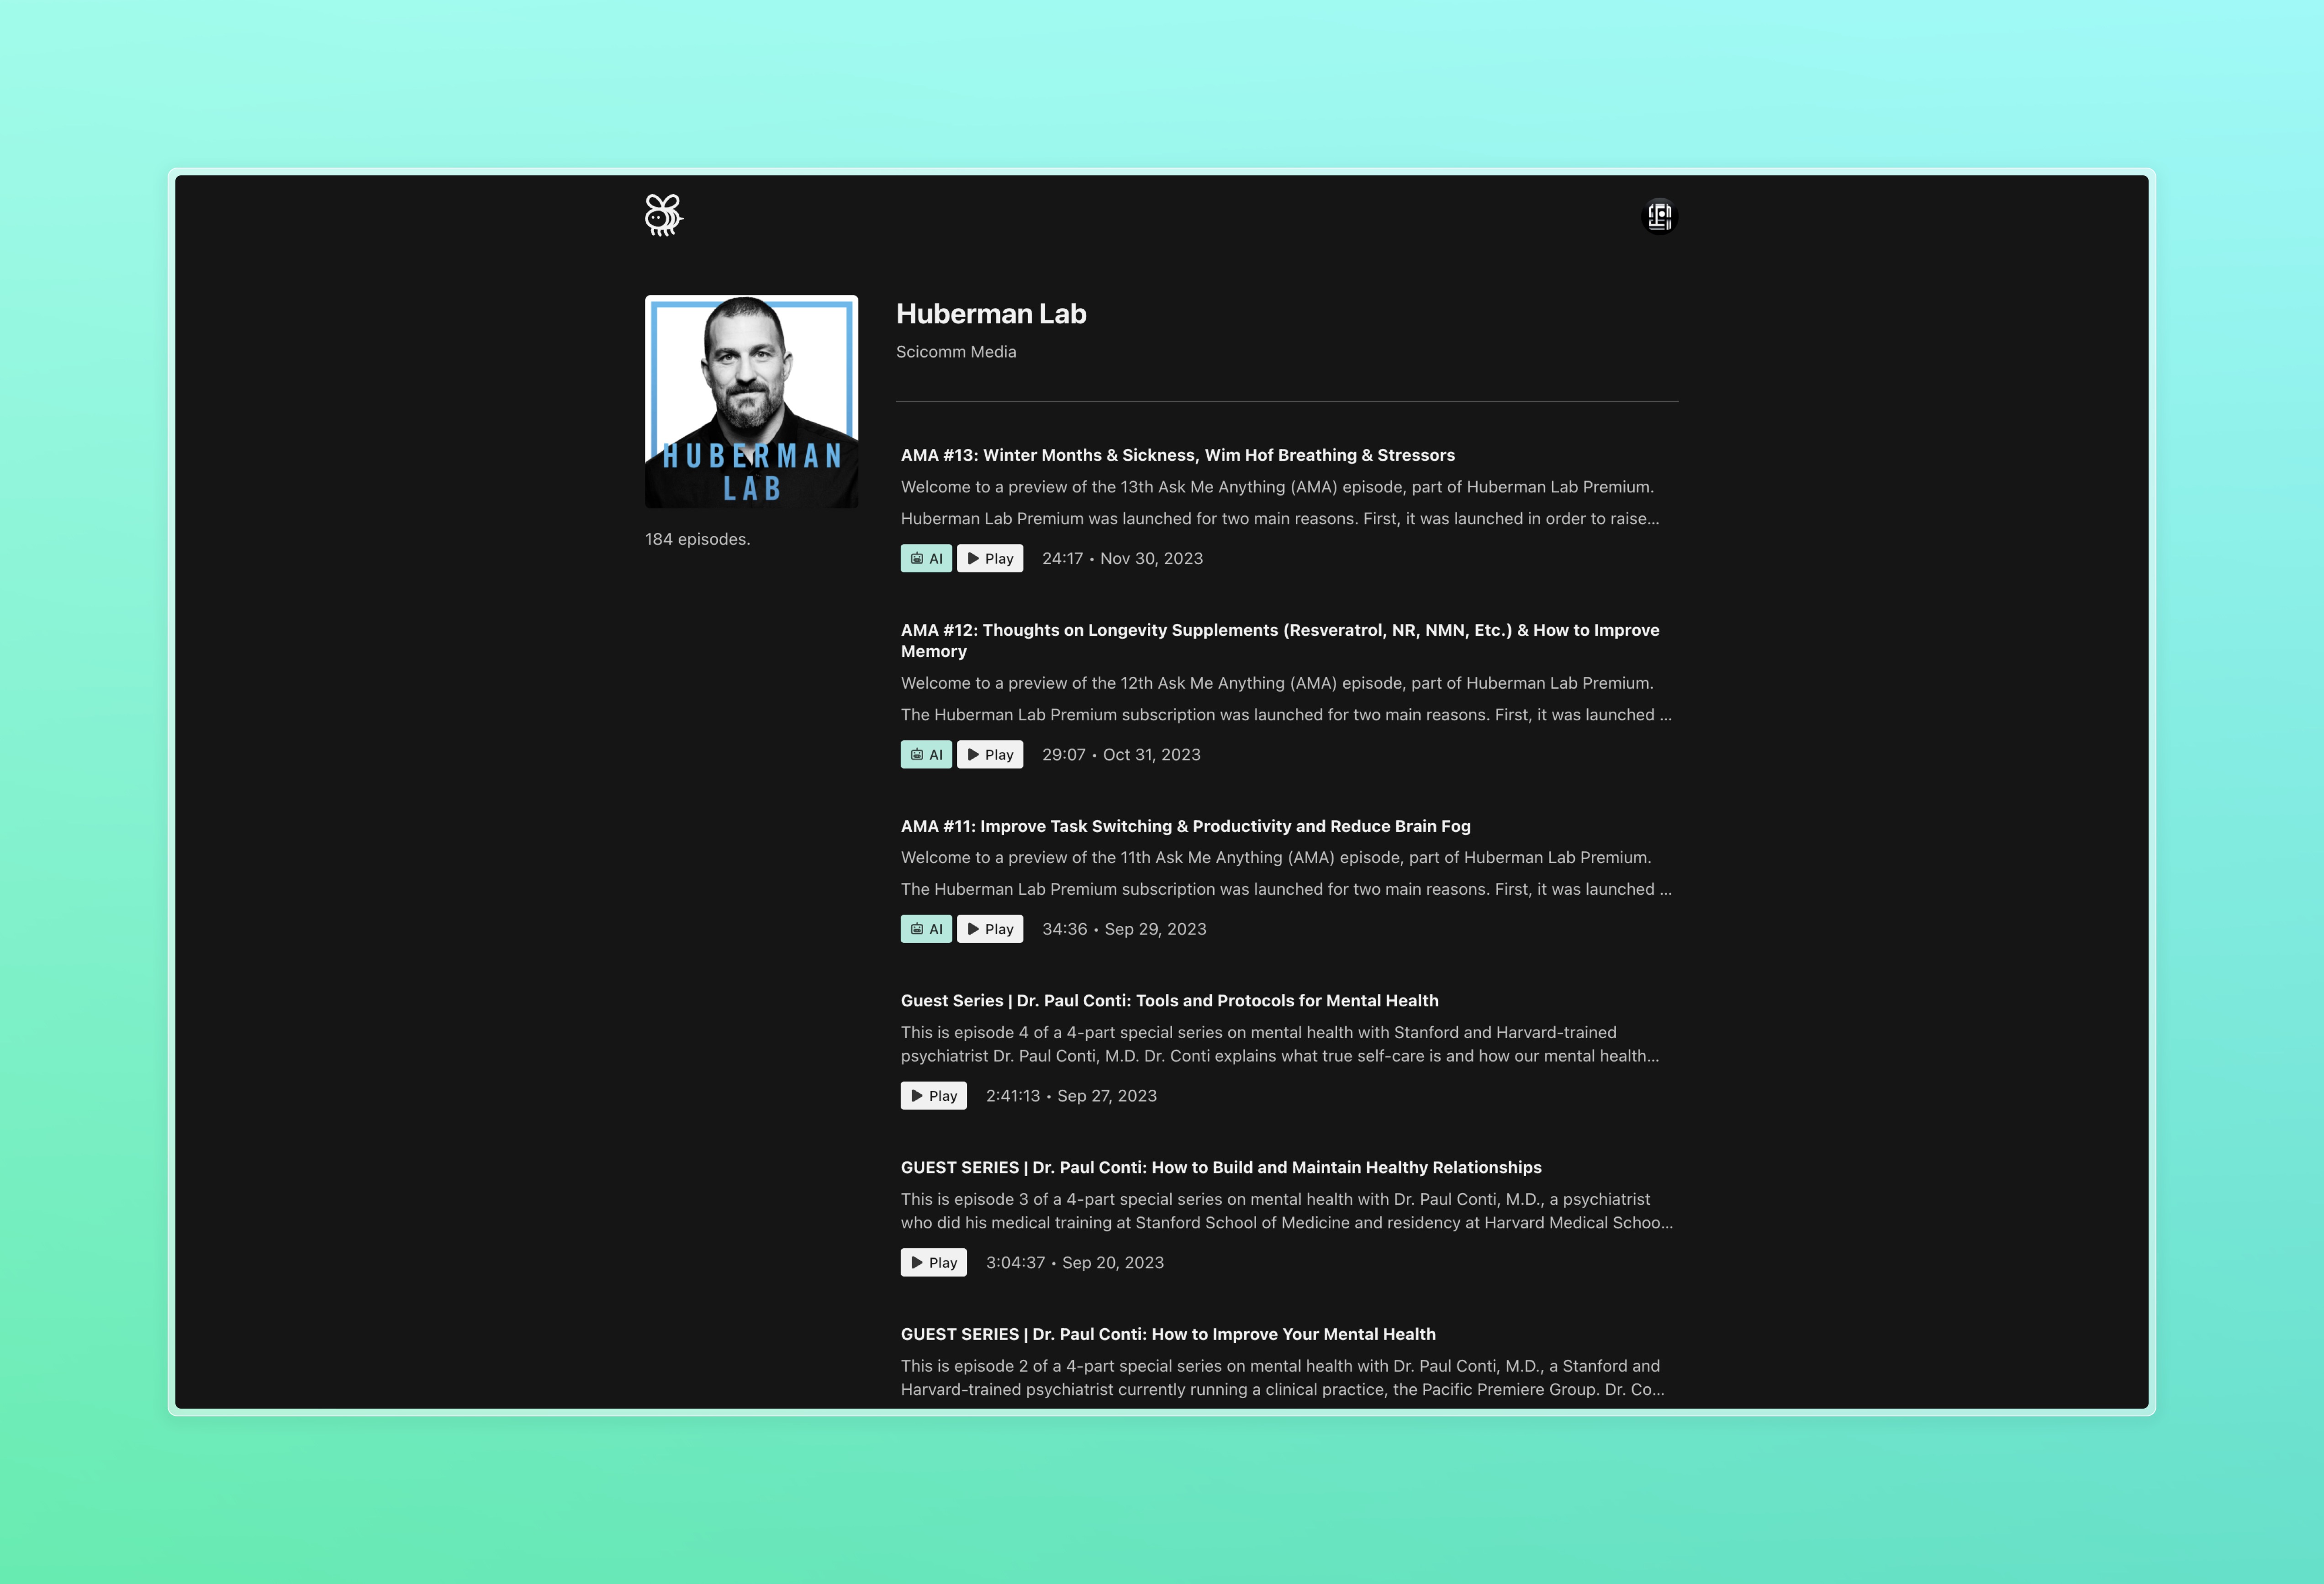 HUBERMAN
LAB
184 episodes.
Huberman Lab
Scicomm Media
AMA #13: Winter Months & Sickness, Wim Hof Breathing & Stressors
Welcome to a preview of the 13th Ask Me Anything (AMA) episode, part of Huberman Lab Premium.
Huberman Lab Premium was launched for two main reasons. First, it was launched in order to raise...
AI Play 24:17 • Nov 30, 2023
AMA #12: Thoughts on Longevity Supplements (Resveratrol, NR, NMN, Etc.) & How to Improve
Memory
Welcome to a preview of the 12th Ask Me Anything (AMA) episode, part of Huberman Lab Premium.
The Huberman Lab Premium subscription was launched for two main reasons. First, it was launched ...
AI Play 29:07 • Oct 31, 2023
AMA #11: Improve Task Switching & Productivity and Reduce Brain Fog
Welcome to a preview of the 11th Ask Me Anything (AMA) episode, part of Huberman Lab Premium.
The Huberman Lab Premium subscription was launched for two main reasons. First, it was launched ...
AI Play 34:36 • Sep 29, 2023
Guest Series | Dr. Paul Conti: Tools and Protocols for Mental Health
This is episode 4 of a 4-part special series on mental health with Stanford and Harvard-trained
psychiatrist Dr. Paul Conti, M.D. Dr. Conti explains what true self-care is and how our mental health...
Play 2:41:13 • Sep 27, 2023
GUEST SERIES | Dr. Paul Conti: How to Build and Maintain Healthy Relationships
This is episode 3 of a 4-part special series on mental health with Dr. Paul Conti, M.D., a psychiatrist
who did his medical training at Stanford School of Medicine and residency at Harvard Medical Schoo...
Play 3:04:37 • Sep 20, 2023
GUEST SERIES | Dr. Paul Conti: How to Improve Your Mental Health
This is episode 2 of a 4-part special series on mental health with Dr. Paul Conti, M.D., a Stanford and
Harvard-trained psychiatrist currently running a clinical practice, the Pacific Premiere Group. Dr. Co...